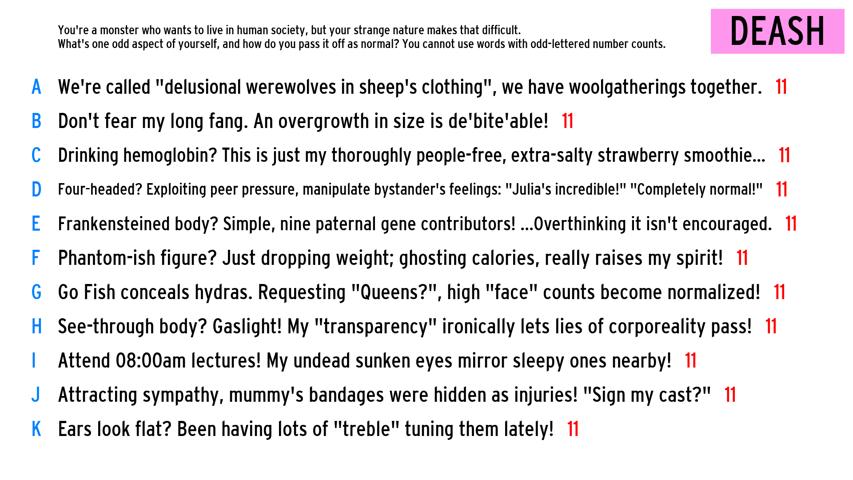 You're a monster who wants to live in human society, but your strange nature makes that difficult.
What's one odd aspect of yourself, and how do you pass it off as normal? You cannot use words with odd-lettered number counts.
DEASH
A We're called "delusional werewolves in sheep's clothing", we have woolgatherings together. 11
B Don't fear my long fang. An overgrowth in size is de'bite'able! 11
C Drinking hemoglobin? This is just my thoroughly people-free, extra-salty strawberry smoothie... 11
D Four-headed? Exploiting peer pressure, manipulate bystander's feelings: "Julia's incredible!" "Completely normal!" 11
E Frankensteined body? Simple, nine paternal gene contributors! ...Overthinking it isn't encouraged. 11
F Phantom-ish figure? Just dropping weight; ghosting calories, really raises my spirit! 11
G Go Fish conceals hydras. Requesting "Queens?", high "face" counts become normalized! 11
H See-through body? Gaslight! My "transparency" ironically lets lies of corporeality pass! 11
I Attend 08:00am lectures! My undead sunken eyes mirror sleepy ones nearby! 11
J Attracting sympathy, mummy's bandages were hidden as injuries! "Sign my cast?" 11
K Ears look flat? Been having lots of "treble" tuning them lately! 11